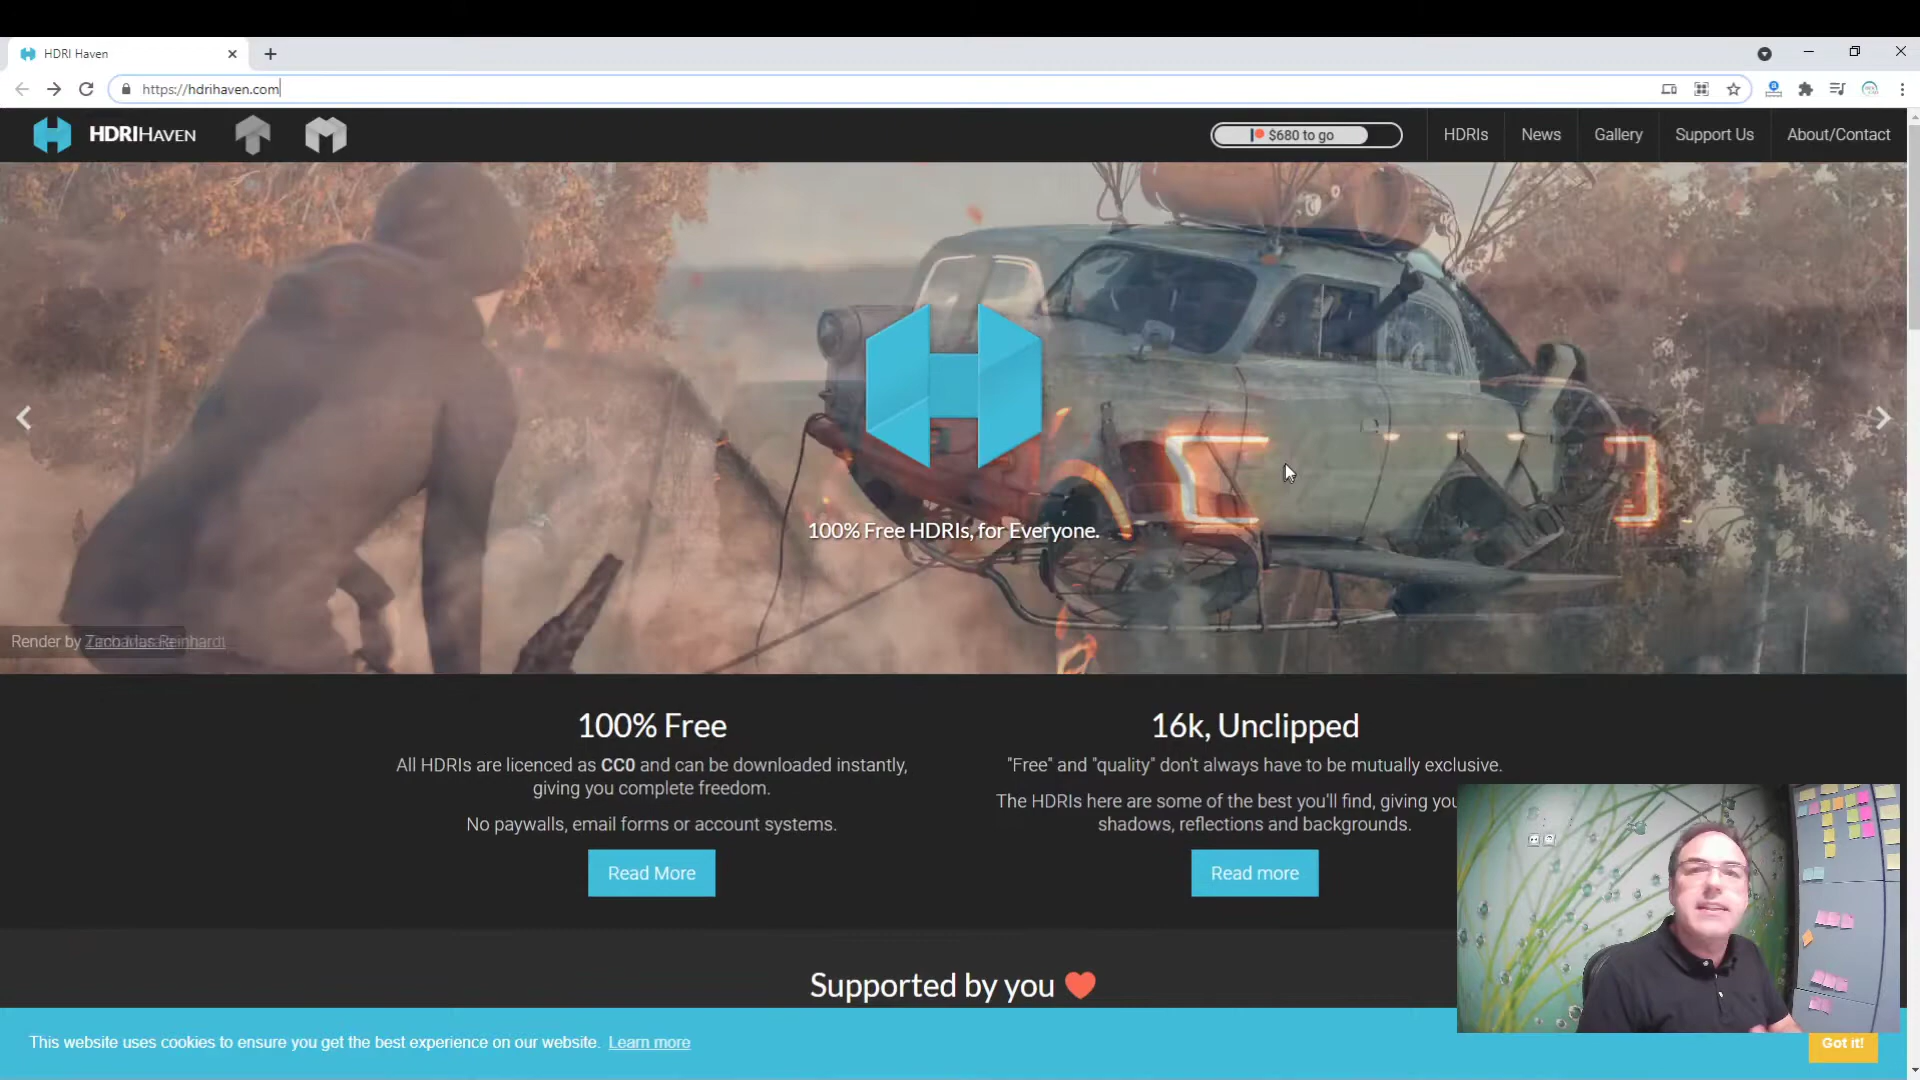 HDRI Haven
https://hdrihaven.com
HDRIHAVEN
$680 to go
HDRIs
News
Gallery
Support Us
About/Contact
100% Free HDRIs, for Everyone.
Render by
100% Free
All HDRIs are licenced as CC0 and can be downloaded instantly,
giving you complete freedom.
No paywalls, email forms or account systems.
Read More
16k, Unclipped
"Free" and "quality" don't always have to be mutually exclusive.
The HDRIs here are some of the best you'll find, giving you
shadows, reflections and backgrounds.
Read more
Supported by you
This website uses cookies to ensure you get the best experience on our website. Learn more
Got it!